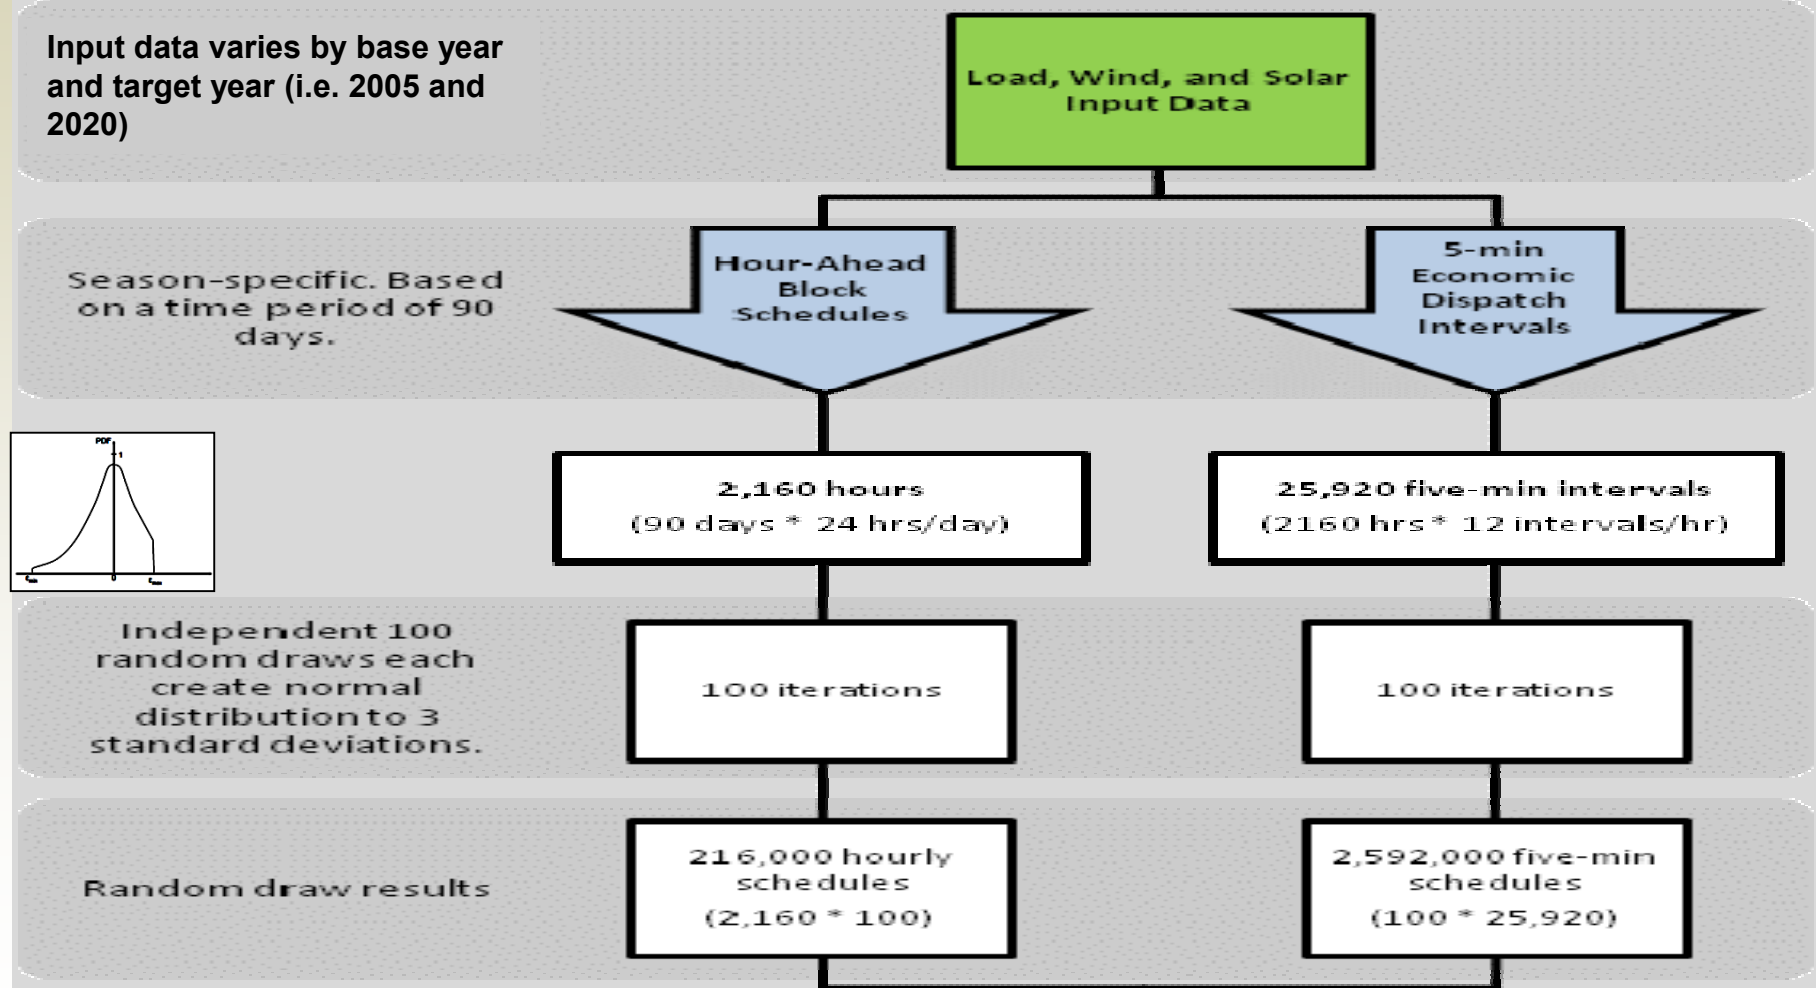 Input data varies by base year
and target year (i.e. 2005 and
2020)
Load, Wind, and Solar
Input Data
Season-specific. Based
on a time period of 90
days.
Hour-Ahead
Block
Schedules
5-min
Economic
Dispatch
Intervals
PDF
1
0
2,160 hours
(90 days * 24 hrs/day)
25,920 five-min intervals
(2160 hrs * 12 intervals/hr)
Independent 100
random draws each
create normal
distribution to 3
standard deviations.
100 iterations
100 iterations
Random draw results
216,000 hourly
schedules
(2,160 * 100)
2,592,000 five-min
schedules
(100 * 25,920)